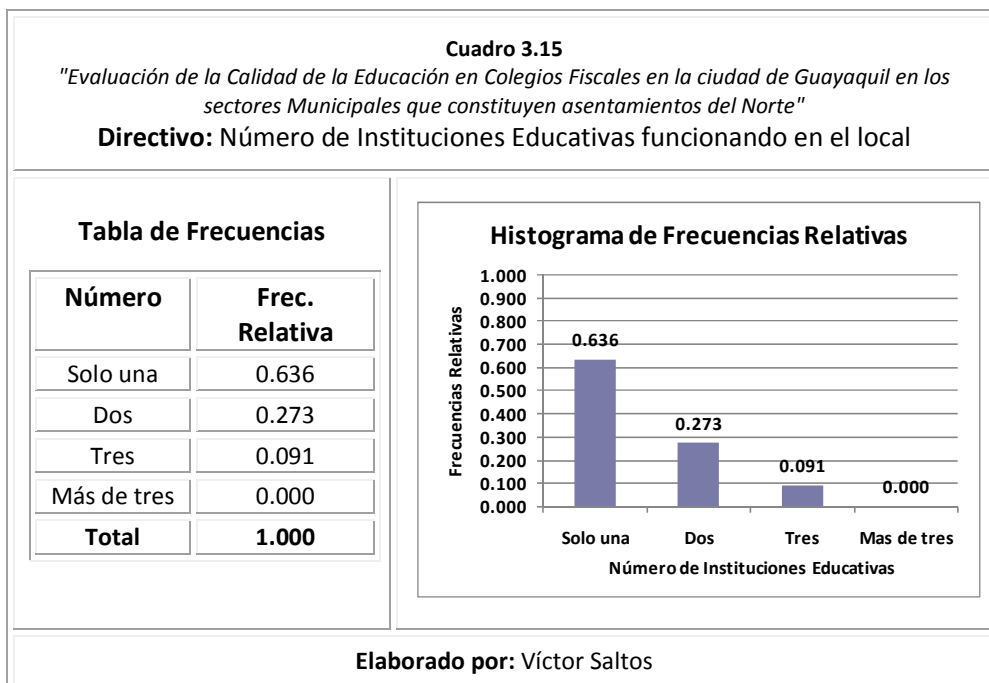 Cuadro 3.15
"Evaluación de la Calidad de la Educación en Colegios Fiscales en la ciudad de Guayaquil en los
sectores Municipales que constituyen asentamientos del Norte"
Directivo: Número de Instituciones Educativas funcionando en el local
Tabla de Frecuencias
Número Frec.
Relativa
Solo una 0.636
Dos 0.273
Tres 0.091
Más de tres 0.000
Total 1.000
Histograma de Frecuencias Relativas
Frecuencias Relativas
1.000
0.900
0.800
0.700
0.600
0.500
0.400
0.300
0.200
0.100
0.000
0.636
0.273
0.091
0.000
Solo una Dos Tres Mas de tres
Número de Instituciones Educativas
Elaborado por: Víctor Saltos